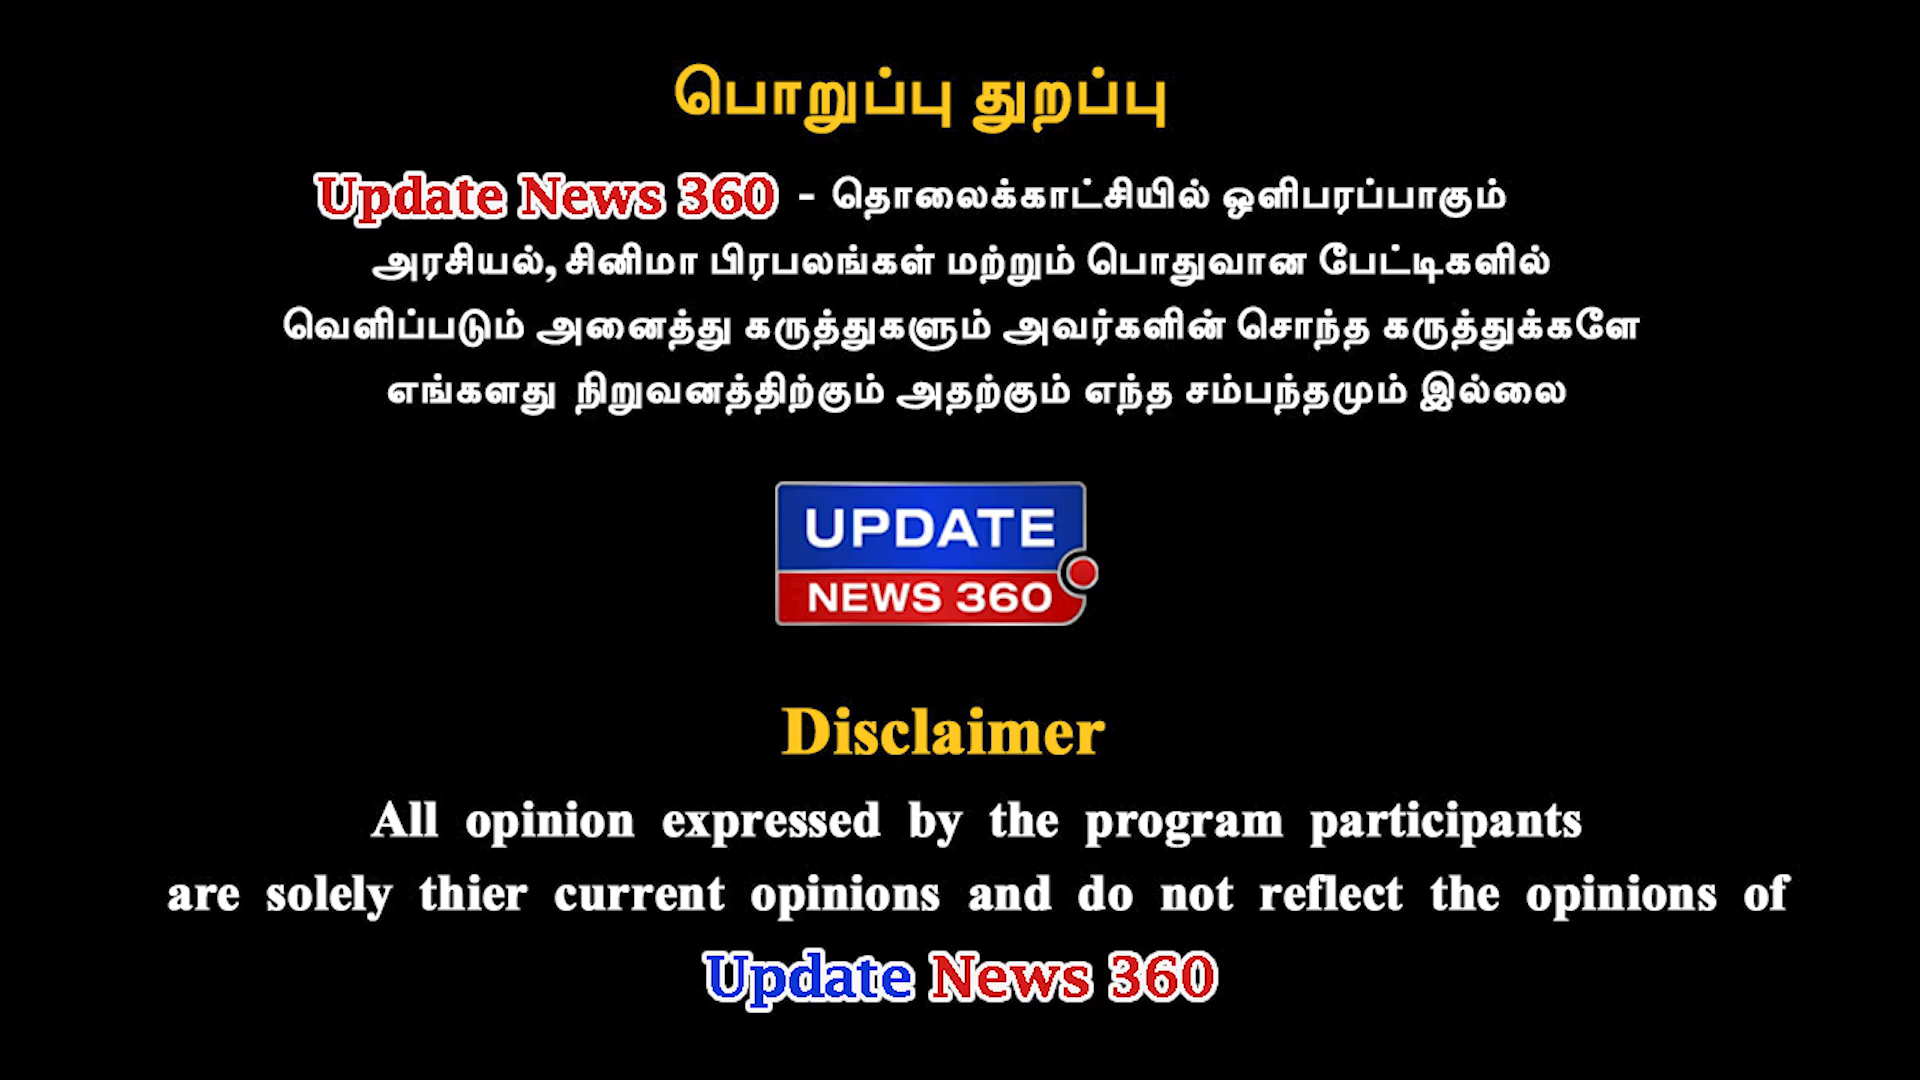 பொறுப்பு துறப்பு
Update News 360 - தொலைக்காட்சியில் ஒளிபரப்பாகும்
அரசியல், சினிமா பிரபலங்கள் மற்றும் பொதுவான பேட்டிகளில்
வெளிப்படும் அனைத்து கருத்துகளும் அவர்களின் சொந்த கருத்துக்களே
எங்களது நிறுவனத்திற்கும் அதற்கும் எந்த சம்பந்தமும் இல்லை
UPDATE
NEWS 360
Disclaimer
All opinion expressed by the program participants
are solely thier current opinions and do not reflect the opinions of
Update News 360